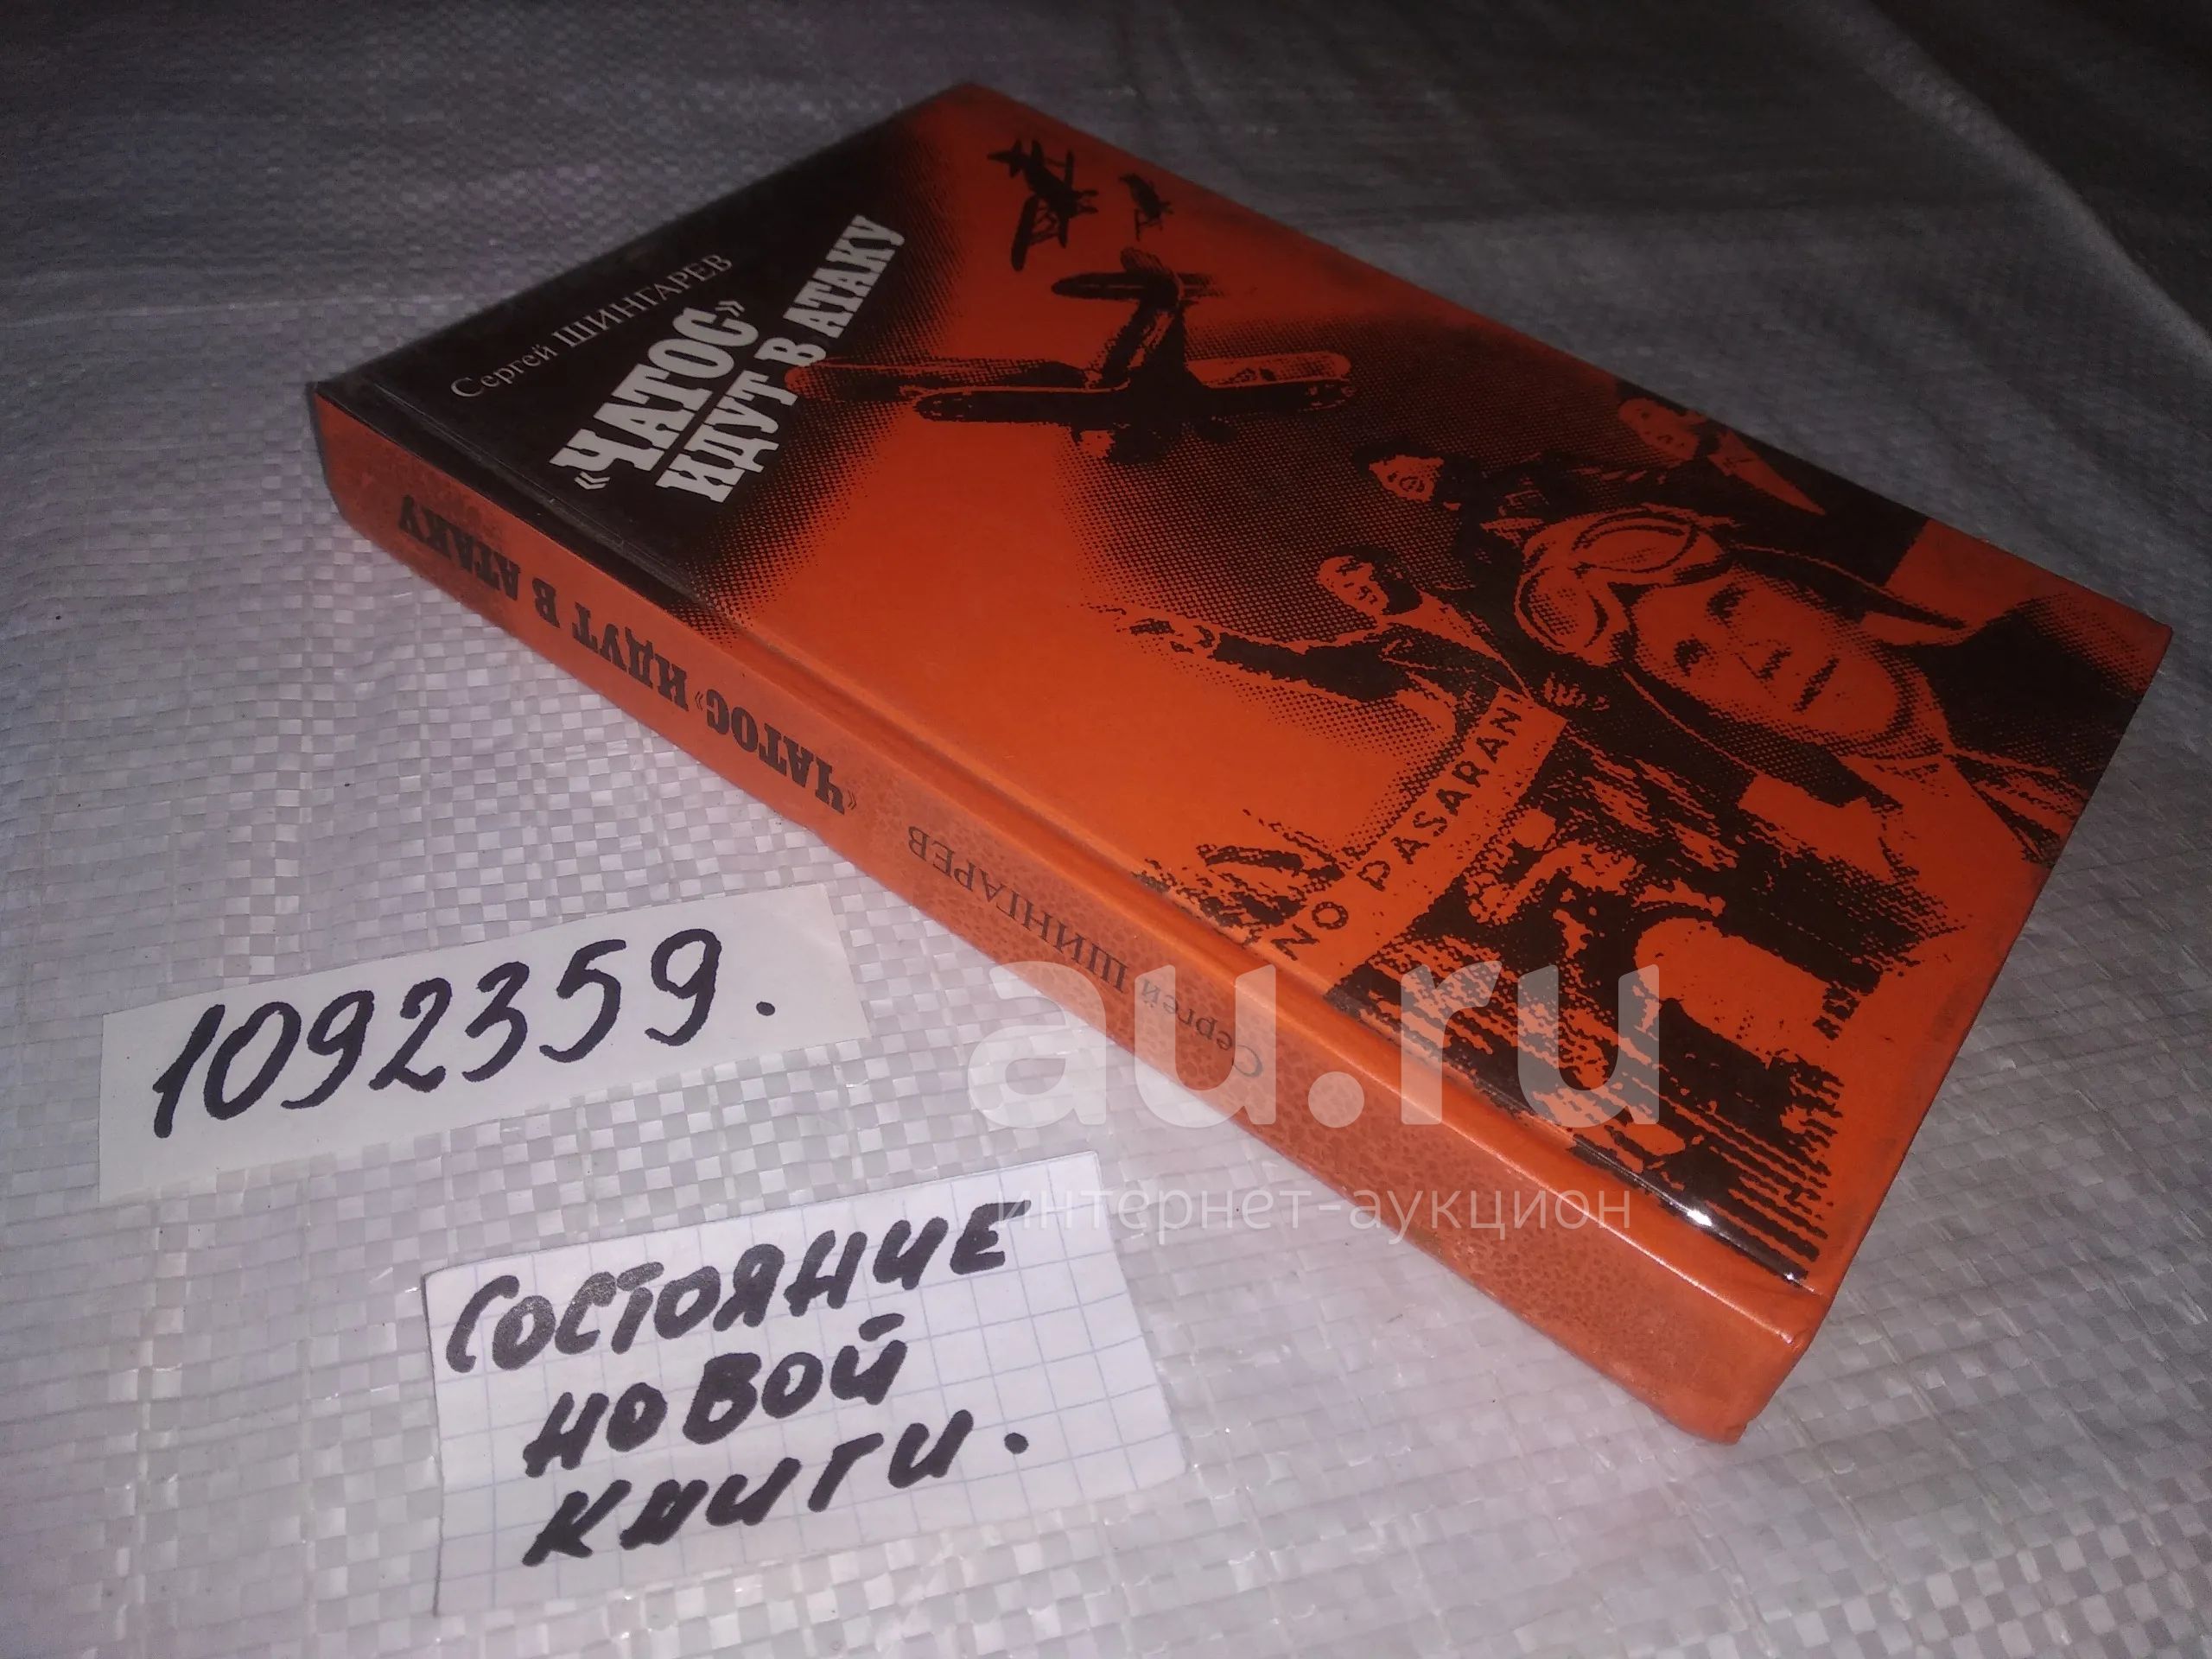 Сергей ШИНГАРЕВ
«ЧАТОС»
ИДУТ В АТАКУ
NO PASARAN
Сергей ШИНГАРЕВ «ЧАТОС» ИДУТ В АТАКУ
1092359.
au.ru
интернет-аукцион
СОСТОЯНИЕ
НОВОЙ
КНИГИ.